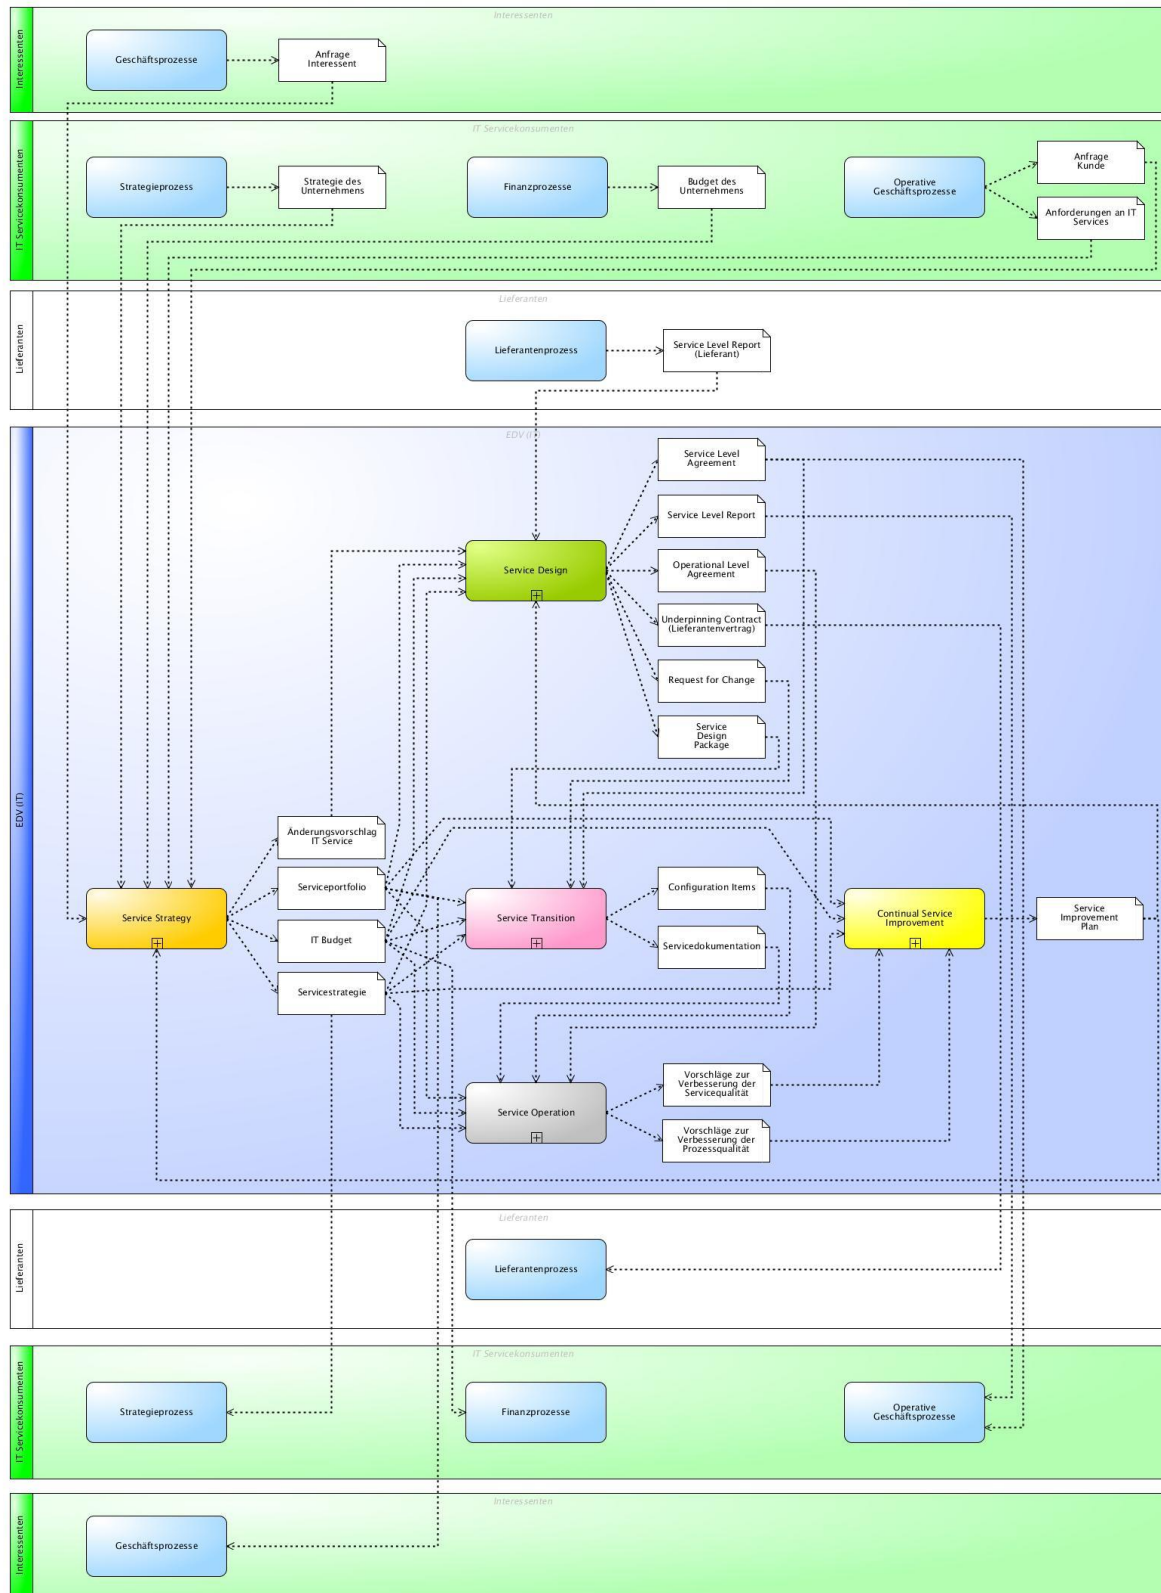 Interessenten
Interessenten
Geschäftsprozesse
Anfrage
Interessent
IT Servicekonsumenten
IT Servicekonsumenten
Strategieprozess
Strategie des
Unternehmens
Finanzprozesse
Budget des
Unternehmens
Operative
Geschäftsprozesse
Anfrage
Kunde
Anforderungen an IT
Services
Lieferanten
Lieferanten
Lieferantenprozess
Service Level Report
(Lieferant)
EDV (IT)
EDV (IT)
Service Level
Agreement
Service Level Report
Service Design
Operational Level
Agreement
Underpinning Contract
(Lieferantenvertrag)
Request for Change
Service
Design
Package
Änderungsvorschlag
IT Service
Serviceportfolio
Service Strategy
IT Budget
Servicestrategie
Service Transition
Configuration Items
Servicedokumentation
Continual Service
Improvement
Service
Improvement
Plan
Service Operation
Vorschläge zur
Verbesserung der
Servicequalität
Vorschläge zur
Verbesserung der
Prozessqualität
Lieferanten
Lieferanten
Lieferantenprozess
IT Servicekonsumenten
IT Servicekonsumenten
Strategieprozess
Finanzprozesse
Operative
Geschäftsprozesse
Interessenten
Interessenten
Geschäftsprozesse